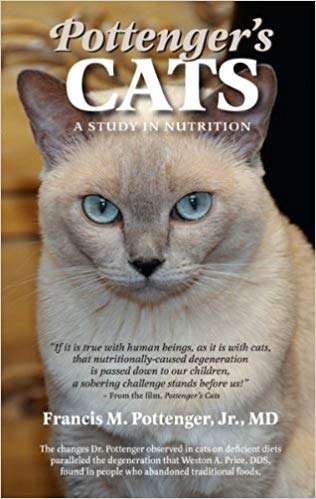 Pottenger's
CATS
A STUDY IN NUTRITION
"If it is true with human beings, as it is with cats,
that nutritionally-caused degeneration
is passed down to our children,
a sobering challenge stands before us!"
~ From the film, Pottenger's Cats
Francis M. Pottenger, Jr., MD
The changes Dr. Pottenger observed in cats on deficient diets
paralleled the degeneration that Weston A. Price, DDS,
found in people who abandoned traditional foods.